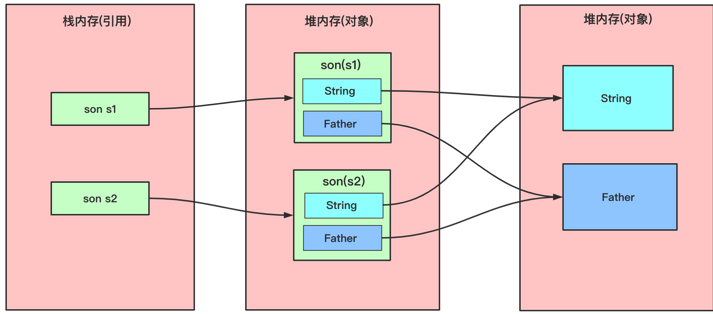 栈内存(引用)
son s1
son s2
堆内存(对象)
son(s1)
String
Father
son(s2)
String
Father
堆内存(对象)
String
Father